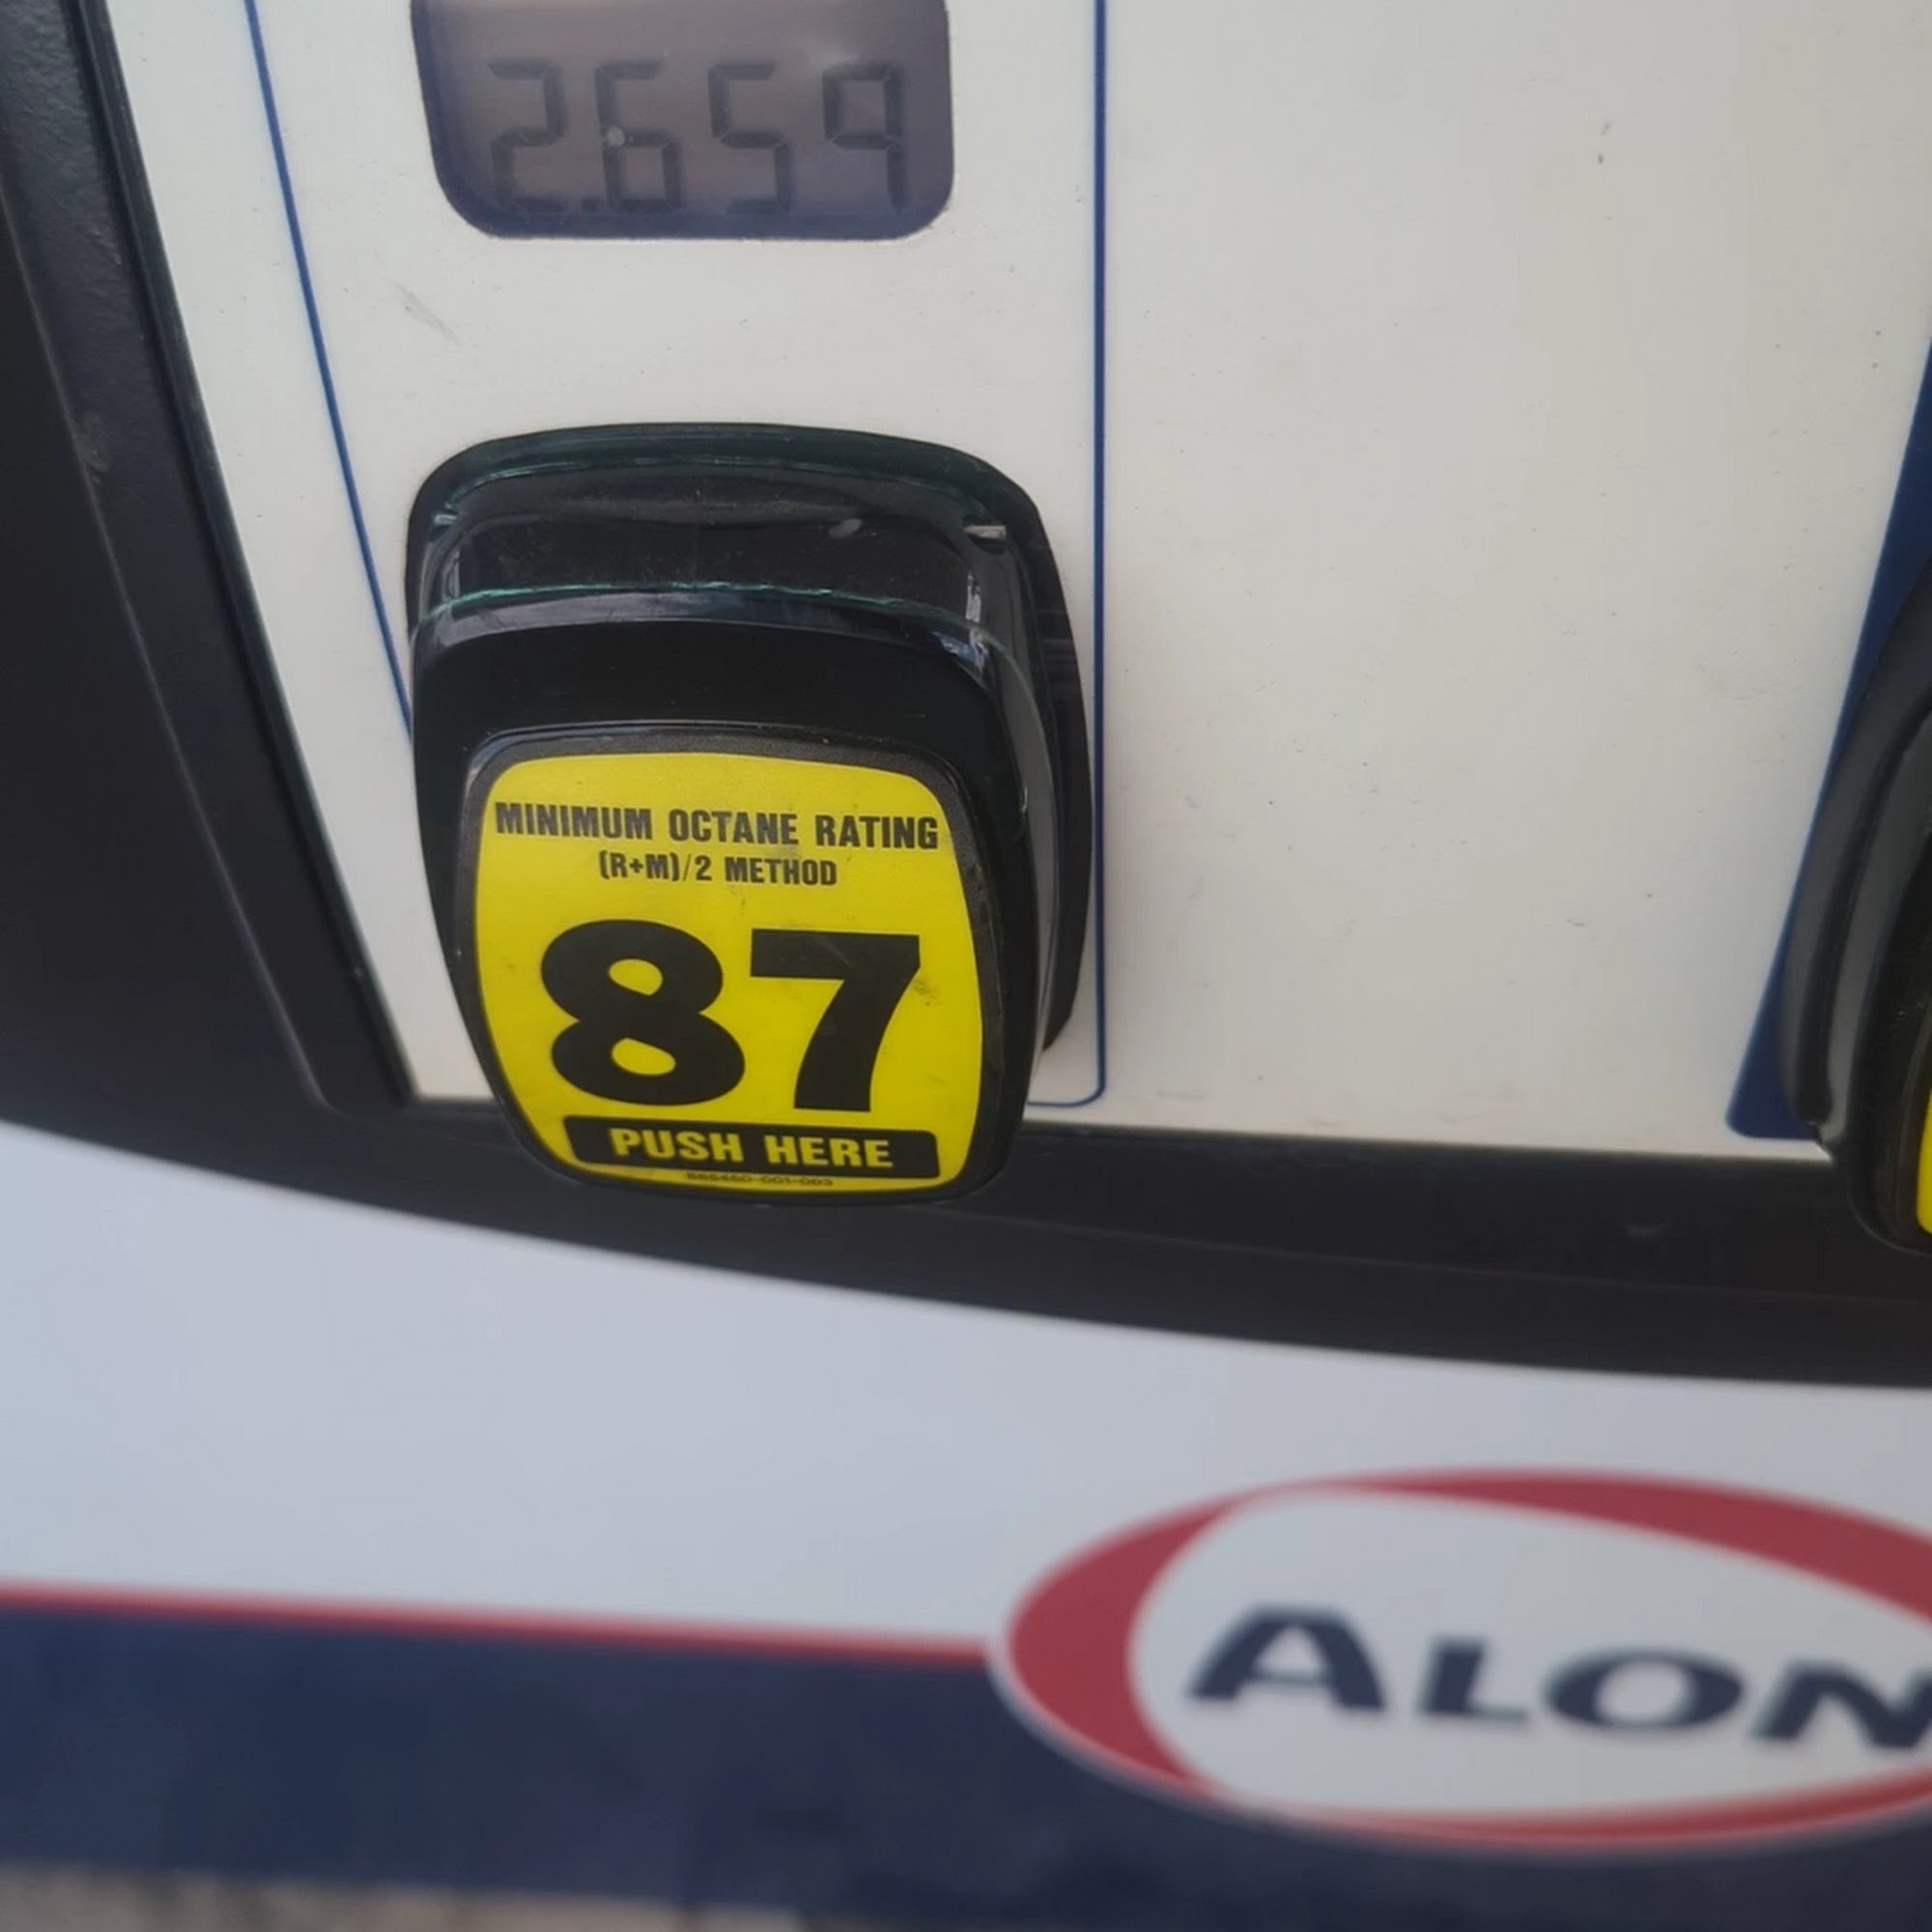 2.659
MINIMUM OCTANE RATING
(R+M)/2 METHOD
87
PUSH HERE
ALON